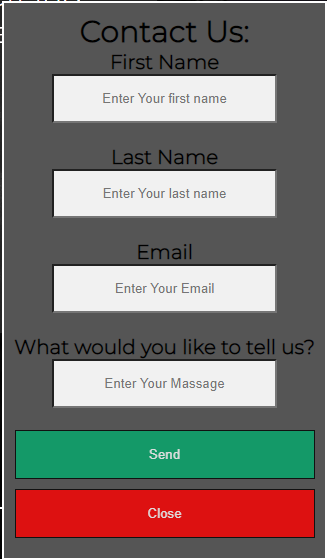 Contact Us:
First Name
Enter Your first name
Last Name
Enter Your last name
Email
Enter Your Email
What would you like to tell us?
Enter Your Massage
Send
Close